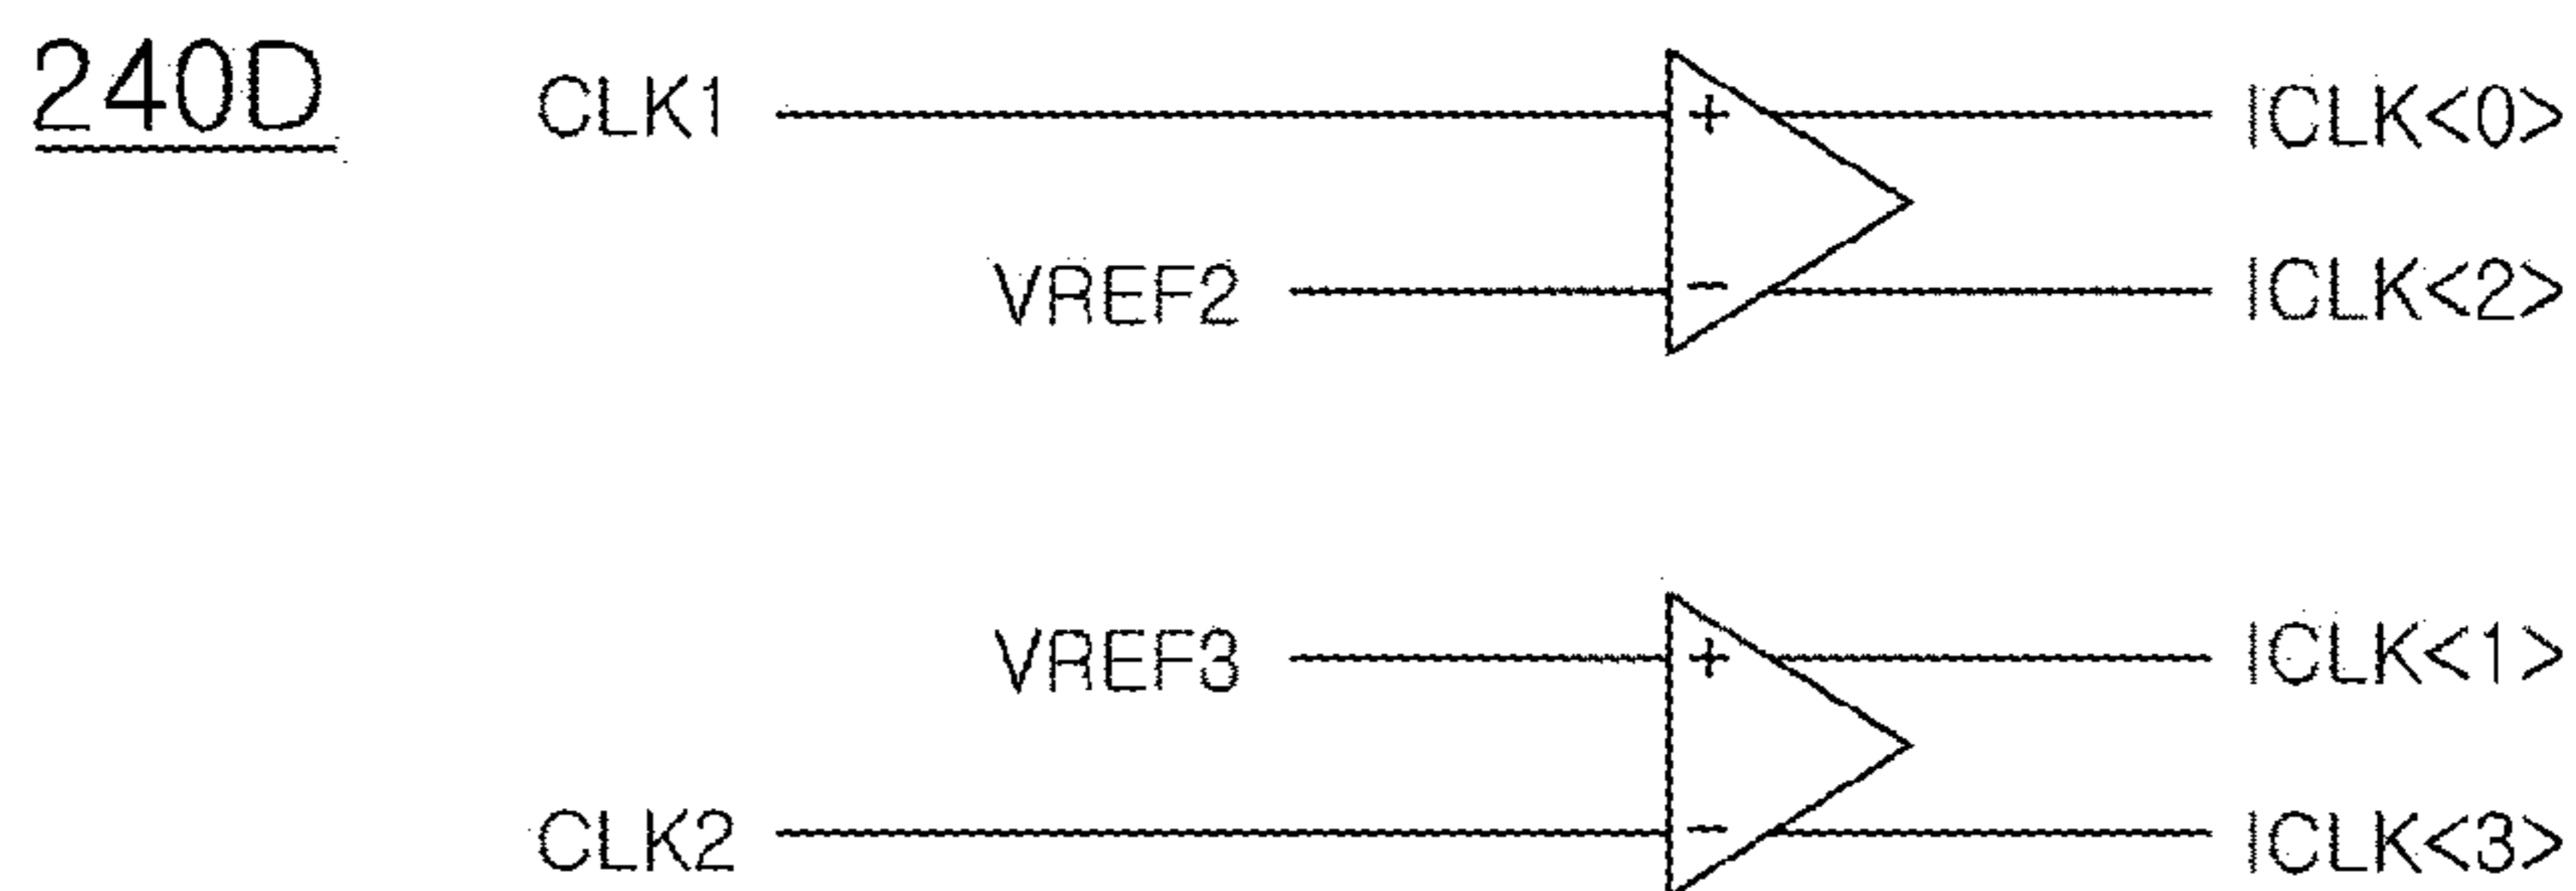 240D
CLK1 + ICLK<0>
VREF2 - ICLK<2>
VREF3 + ICLK<1>
CLK2 - ICLK<3>